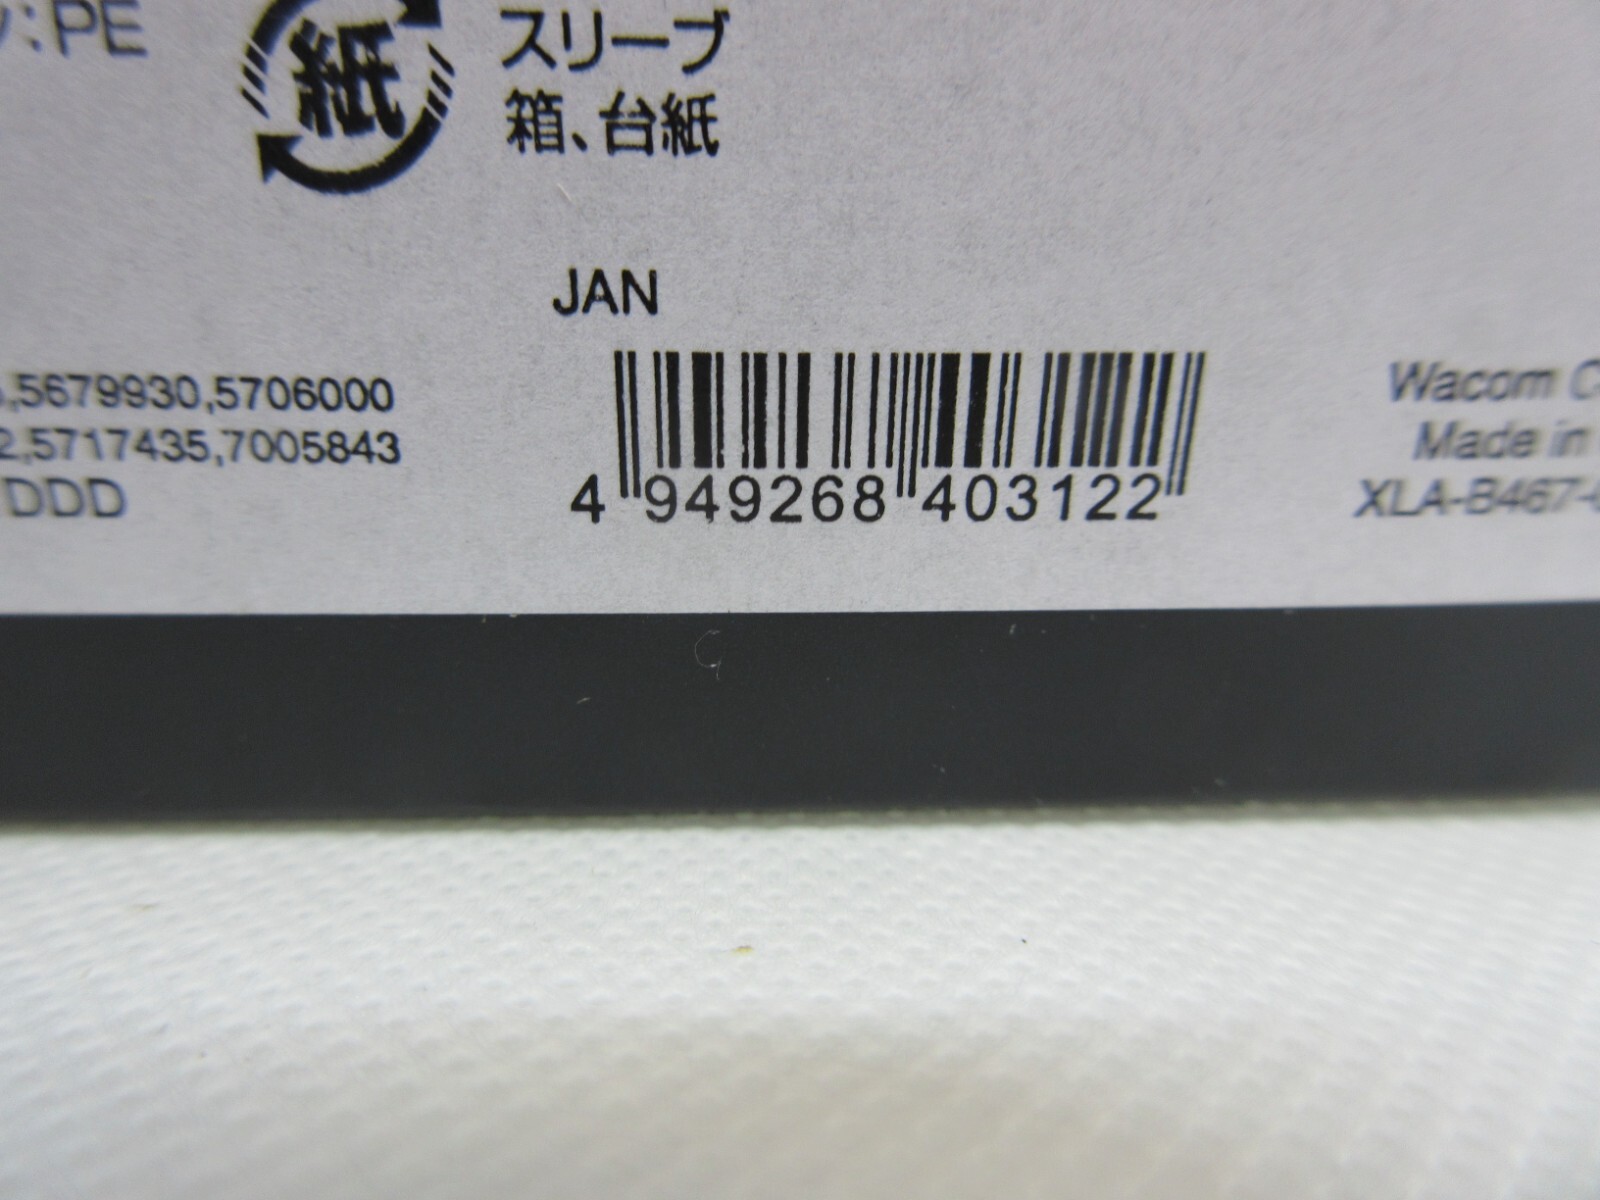 :PE
紙
スリーブ
箱、台紙
JAN
,5679930,5706000
2,5717435,7005843
DDD
4 949268 403122
Wacom C
Made in
XLA-B467-